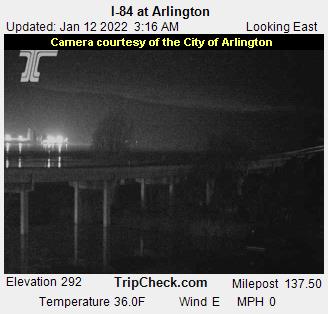 I-84 at Arlington
Updated: Jan 12 2022 3:16 AM Looking East
Camera courtesy of the City of Arlington
Elevation 292 TripCheck.com Milepost 137.50
Temperature 36.0F Wind E MPH 0